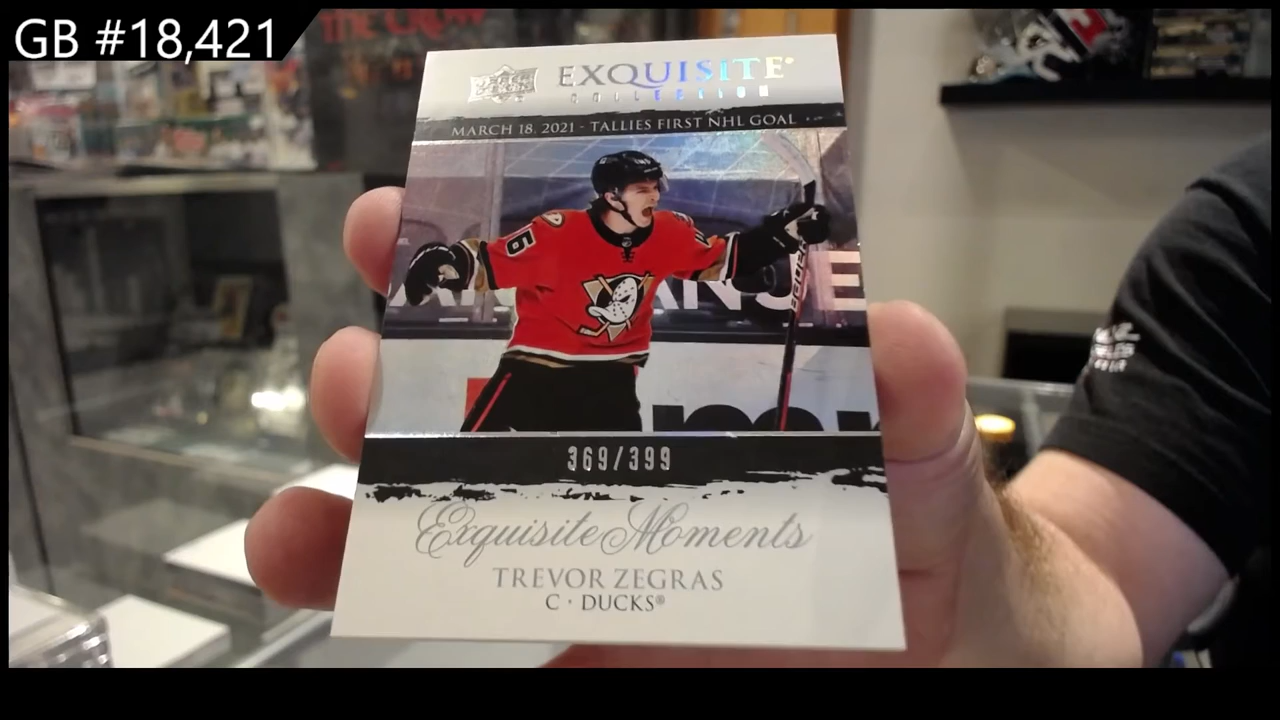 GB #18,421
THE CROW
UPPER DECK
EXQUISITE
COLLECTION
MARCH 18, 2021 - TALLIES FIRST NHL GOAL
16
369/399
Exquisite Moments
TREVOR ZEGRAS
C · DUCKS®